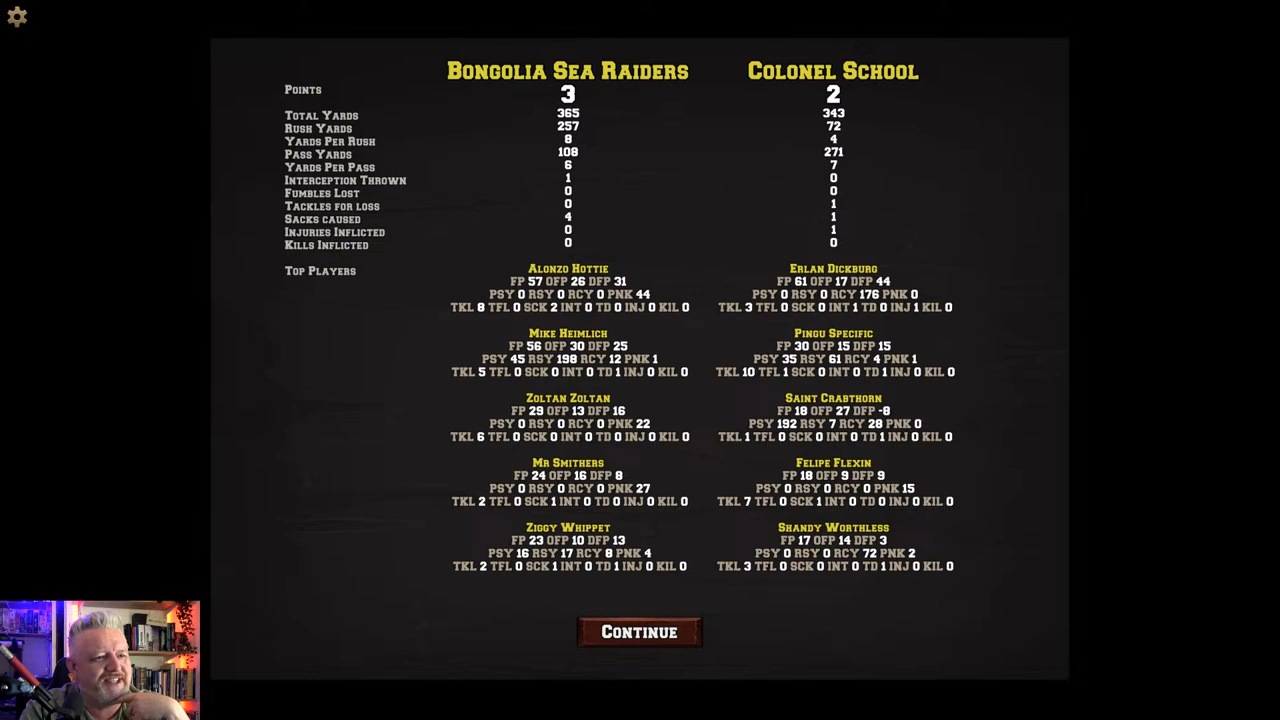 Bongolia Sea Raiders Colonel School
Points 3 2
Total Yards 365 343
Rush Yards 257 72
Yards Per Rush 8 4
Pass Yards 108 271
Yards Per Pass 6 7
Interception Thrown 1 0
Fumbles Lost 0 0
Tackles for loss 0 1
Sacks caused 4 1
Injuries Inflicted 0 1
Kills Inflicted 0 0
Top Players
Alonzo Hottie Erlan Dickburg
FP 57 OFP 26 DFP 31 FP 61 OFP 17 DFP 44
PSY 0 RSY 0 RCY 0 PNK 44 PSY 0 RSY 0 RCY 176 PNK 0
TKL 8 TFL 0 SCK 2 INT 0 TD 0 INJ 0 KIL 0 TKL 3 TFL 0 SCK 0 INT 1 TD 0 INJ 1 KIL 0
Mike Heimlich Pingu Specific
FP 56 OFP 30 DFP 25 FP 30 OFP 15 DFP 15
PSY 45 RSY 198 RCY 12 PNK 1 PSY 35 RSY 61 RCY 4 PNK 1
TKL 5 TFL 0 SCK 0 INT 0 TD 1 INJ 0 KIL 0 TKL 10 TFL 1 SCK 0 INT 0 TD 1 INJ 0 KIL 0
Zoltan Zoltan Saint Crabthorn
FP 29 OFP 13 DFP 16 FP 18 OFP 27 DFP -8
PSY 0 RSY 0 RCY 0 PNK 22 PSY 192 RSY 7 RCY 28 PNK 0
TKL 6 TFL 0 SCK 0 INT 0 TD 0 INJ 0 KIL 0 TKL 1 TFL 0 SCK 0 INT 0 TD 1 INJ 0 KIL 0
Mr Smithers Felipe Flexin
FP 24 OFP 16 DFP 8 FP 18 OFP 9 DFP 9
PSY 0 RSY 0 RCY 0 PNK 27 PSY 0 RSY 0 RCY 0 PNK 15
TKL 2 TFL 0 SCK 1 INT 0 TD 0 INJ 0 KIL 0 TKL 7 TFL 0 SCK 1 INT 0 TD 0 INJ 0 KIL 0
Ziggy Whippet Shandy Worthless
FP 23 OFP 10 DFP 13 FP 17 OFP 14 DFP 3
PSY 16 RSY 17 RCY 8 PNK 4 PSY 0 RSY 0 RCY 72 PNK 2
TKL 2 TFL 0 SCK 1 INT 0 TD 1 INJ 0 KIL 0 TKL 3 TFL 0 SCK 0 INT 0 TD 1 INJ 0 KIL 0
Continue